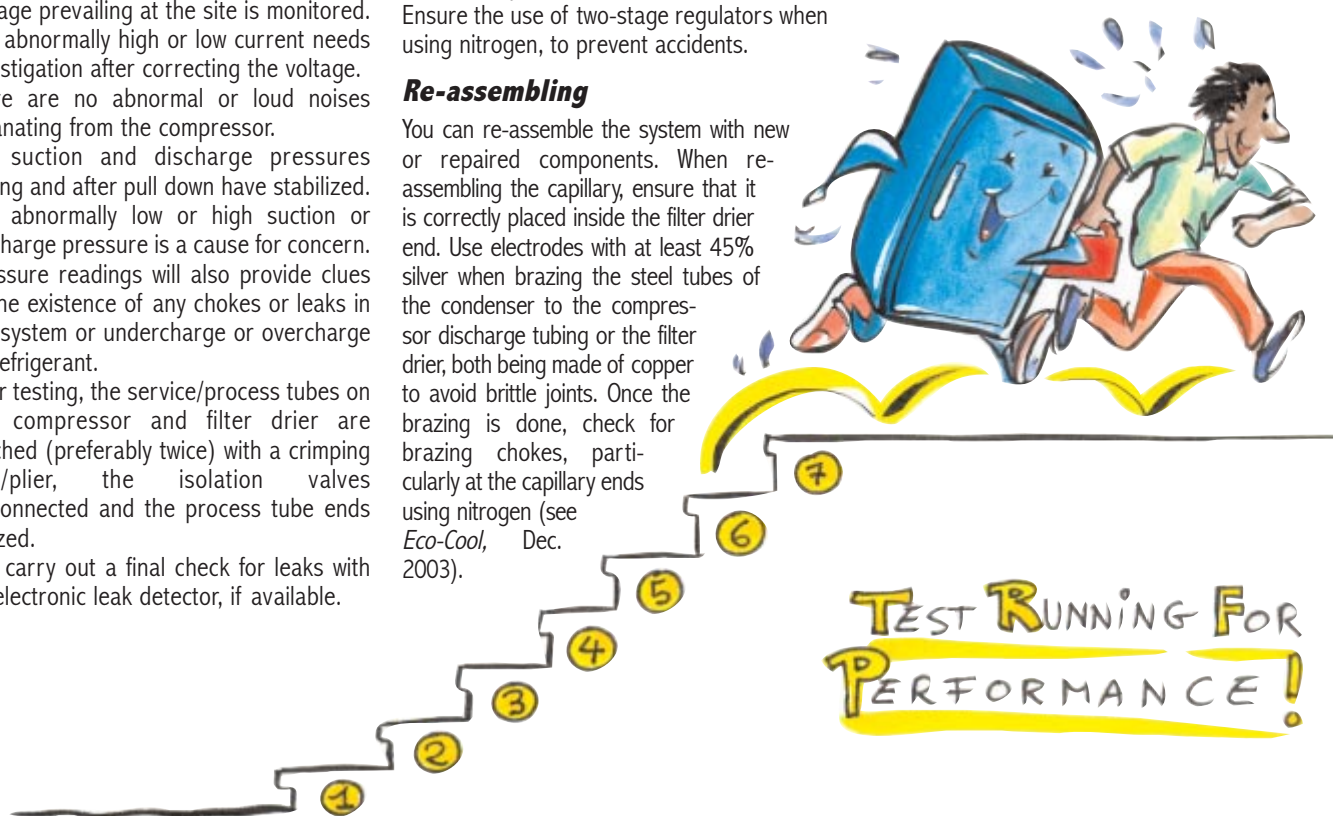 age prevailing at the site is monitored.
abnormally high or low current needs
stigation after correcting the voltage.
e are no abnormal or loud noises
anating from the compressor.
suction and discharge pressures
ng and after pull down have stabilized.
abnormally low or high suction or
harge pressure is a cause for concern.
ssure readings will also provide clues
ne existence of any chokes or leaks in
system or undercharge or overcharge
efrigerant.
r testing, the service/process tubes on
compressor and filter drier are
ched (preferably twice) with a crimping
/plier, the isolation valves
onnected and the process tube ends
zed.
carry out a final check for leaks with
electronic leak detector, if available.
Ensure the use of two-stage regulators when
using nitrogen, to prevent accidents.
Re-assembling
You can re-assemble the system with new
or repaired components. When re-
assembling the capillary, ensure that it
is correctly placed inside the filter drier
end. Use electrodes with at least 45%
silver when brazing the steel tubes of
the condenser to the compres-
sor discharge tubing or the filter
drier, both being made of copper
to avoid brittle joints. Once the
brazing is done, check for
brazing chokes, parti-
cularly at the capillary ends
using nitrogen (see
Eco-Cool, Dec.
2003).
7
6
5
4
3
2
1
TEST RUNNING FOR
PERFORMANCE!